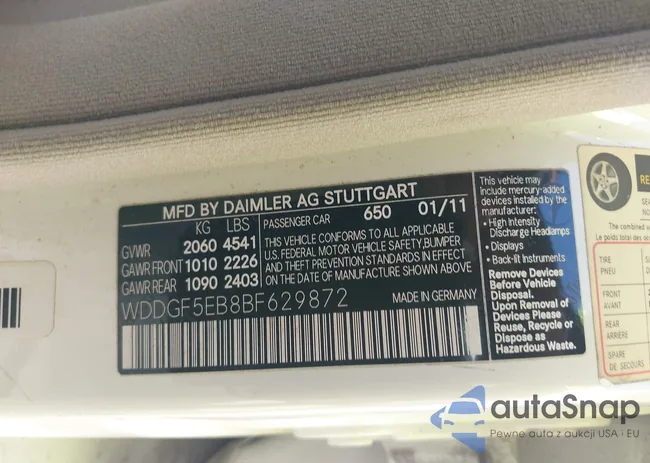 MFD BY DAIMLER AG STUTTGART
KG LBS
PASSENGER CAR 650 01/11
GVWR 2060 4541
GAWR FRONT 1010 2226
GAWR REAR 1090 2403
THIS VEHICLE CONFORMS TO ALL APPLICABLE
U.S. FEDERAL MOTOR VEHICLE SAFETY, BUMPER
AND THEFT PREVENTION STANDARDS IN
EFFECT ON THE DATE OF MANUFACTURE
SHOWN ABOVE.
WDDGF5EB8BF629872
MADE IN GERMANY
This vehicle may
include mercury-added
devices installed by the
manufacturer:
• High Intensity
Discharge Headlamps
• Displays
• Back-lit Instruments
Remove Devices
Before Vehicle
Disposal.
Upon Removal of
Devices Please
Reuse, Recycle or
Dispose as
Hazardous Waste.
Le poids total des
TIRE
PNEU
FRONT
AVANT
REAR
ARRIÈRE
SPARE
DE SECOURS
autaSnap
Pewne auta z aukcji USA i EU